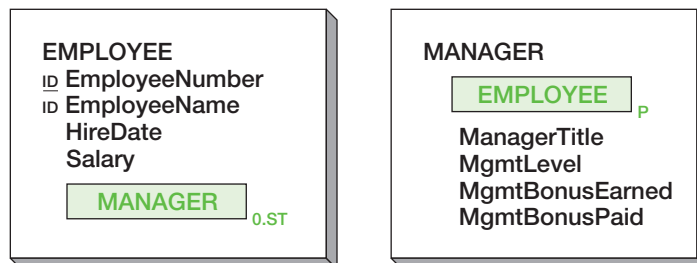 EMPLOYEE
ID EmployeeNumber
ID EmployeeName
HireDate
Salary
MANAGER 0.ST
MANAGER
EMPLOYEE P
ManagerTitle
MgmtLevel
MgmtBonusEarned
MgmtBonusPaid